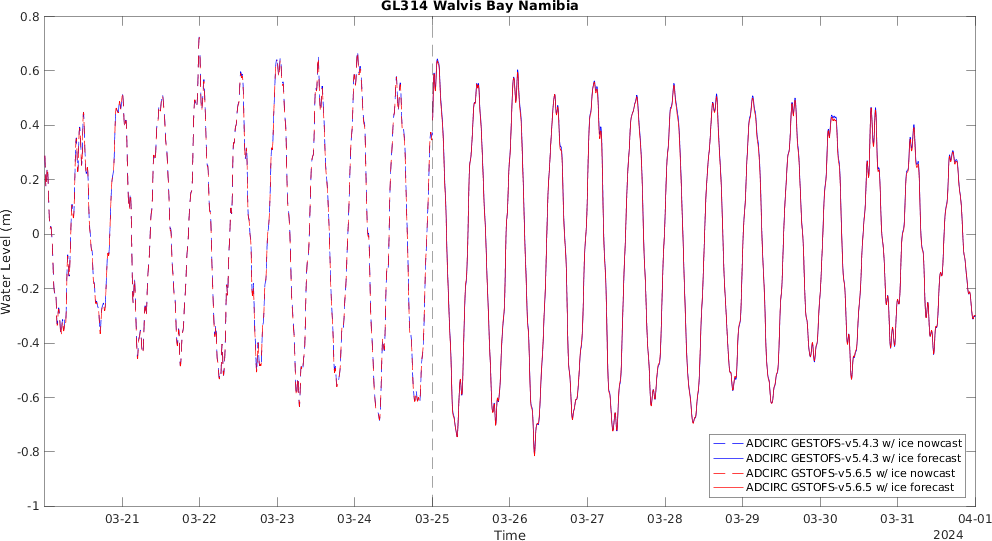 GL314 Walvis Bay Namibia
0.8
0.6
0.4
0.2
0
-0.2
-0.4
-0.6
-0.8
-1
Water Level (m)
ADCIRC GESTOFS-v5.4.3 w/ ice nowcast
ADCIRC GESTOFS-v5.4.3 w/ ice forecast
ADCIRC GSTOFS-v5.6.5 w/ ice nowcast
ADCIRC GSTOFS-v5.6.5 w/ ice forecast
03-21 03-22 03-23 03-24 03-25 03-26 03-27 03-28 03-29 03-30 03-31 04-01
Time
2024